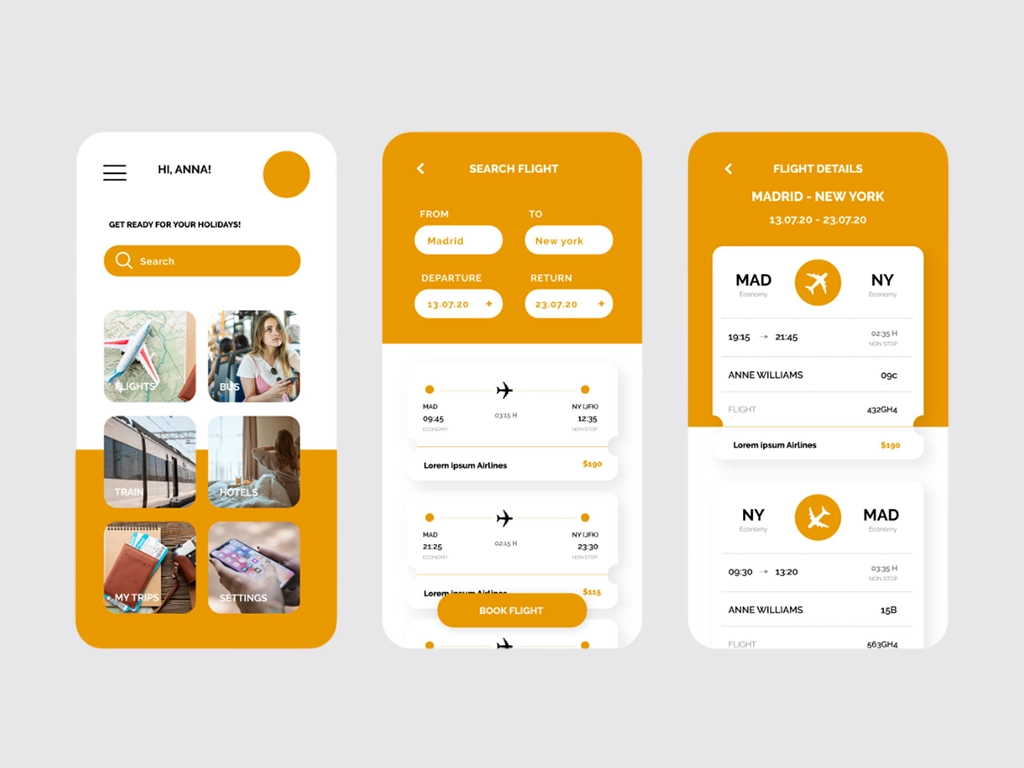 HI, ANNA!
GET READY FOR YOUR HOLIDAYS!
Search
FLIGHTS
BUS
TRAIN
HOTELS
MY TRIPS
SETTINGS
SEARCH FLIGHT
FROM
TO
Madrid
New york
DEPARTURE
RETURN
13.07.20 +
23.07.20 +
MAD
NY (JFK)
09:45
03:15 H
12:35
ECONOMY
NON STOP
Lorem ipsum Airlines
$190
MAD
NY (JFK)
21:25
02:15 H
23:30
ECONOMY
NON STOP
Lorem ipsum Airlines
$115
BOOK FLIGHT
FLIGHT DETAILS
MADRID - NEW YORK
13.07.20 - 23.07.20
MAD
NY
Economy
Economy
19:15 → 21:45
02:35 H
NON STOP
ANNE WILLIAMS
09c
FLIGHT
432GH4
Lorem ipsum Airlines
$190
NY
MAD
Economy
Economy
09:30 → 13:20
03:35 H
NON STOP
ANNE WILLIAMS
15B
FLIGHT
563GH4